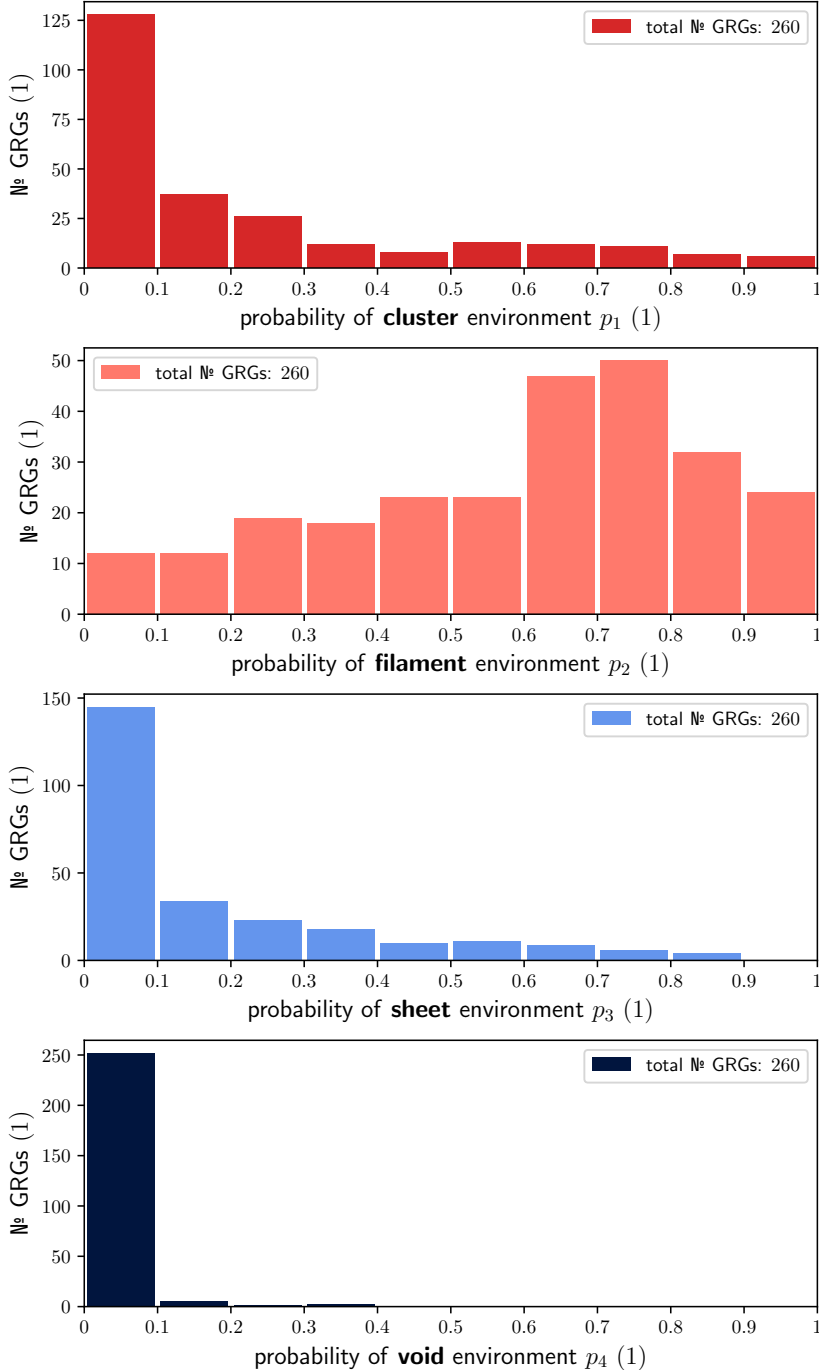 total № GRGs: 260
№ GRGs (1)
125
100
75
50
25
0
0 0.1 0.2 0.3 0.4 0.5 0.6 0.7 0.8 0.9 1
probability of cluster environment p₁ (1)
total № GRGs: 260
№ GRGs (1)
50
40
30
20
10
0
0 0.1 0.2 0.3 0.4 0.5 0.6 0.7 0.8 0.9 1
probability of filament environment p₂ (1)
total № GRGs: 260
№ GRGs (1)
150
100
50
0
0 0.1 0.2 0.3 0.4 0.5 0.6 0.7 0.8 0.9 1
probability of sheet environment p₃ (1)
total № GRGs: 260
№ GRGs (1)
250
200
150
100
50
0
0 0.1 0.2 0.3 0.4 0.5 0.6 0.7 0.8 0.9 1
probability of void environment p₄ (1)